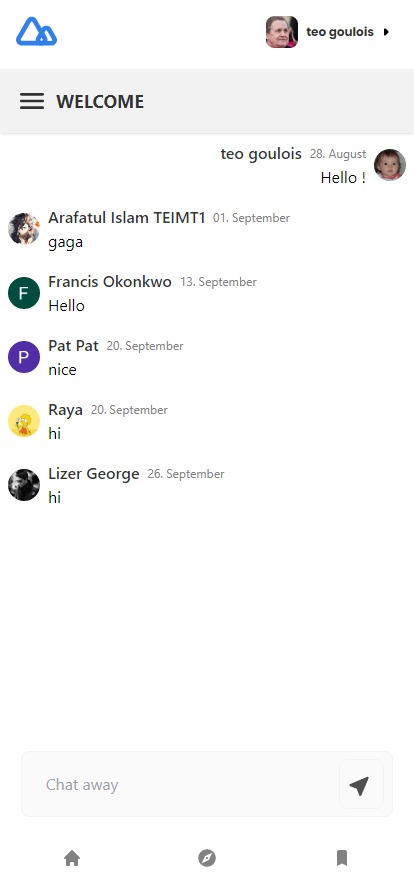 teo goulois
WELCOME
teo goulois 28. August
Hello !
Arafatul Islam TEIMT1 01. September
gaga
F
Francis Okonkwo 13. September
Hello
P
Pat Pat 20. September
nice
Raya 20. September
hi
Lizer George 26. September
hi
Chat away